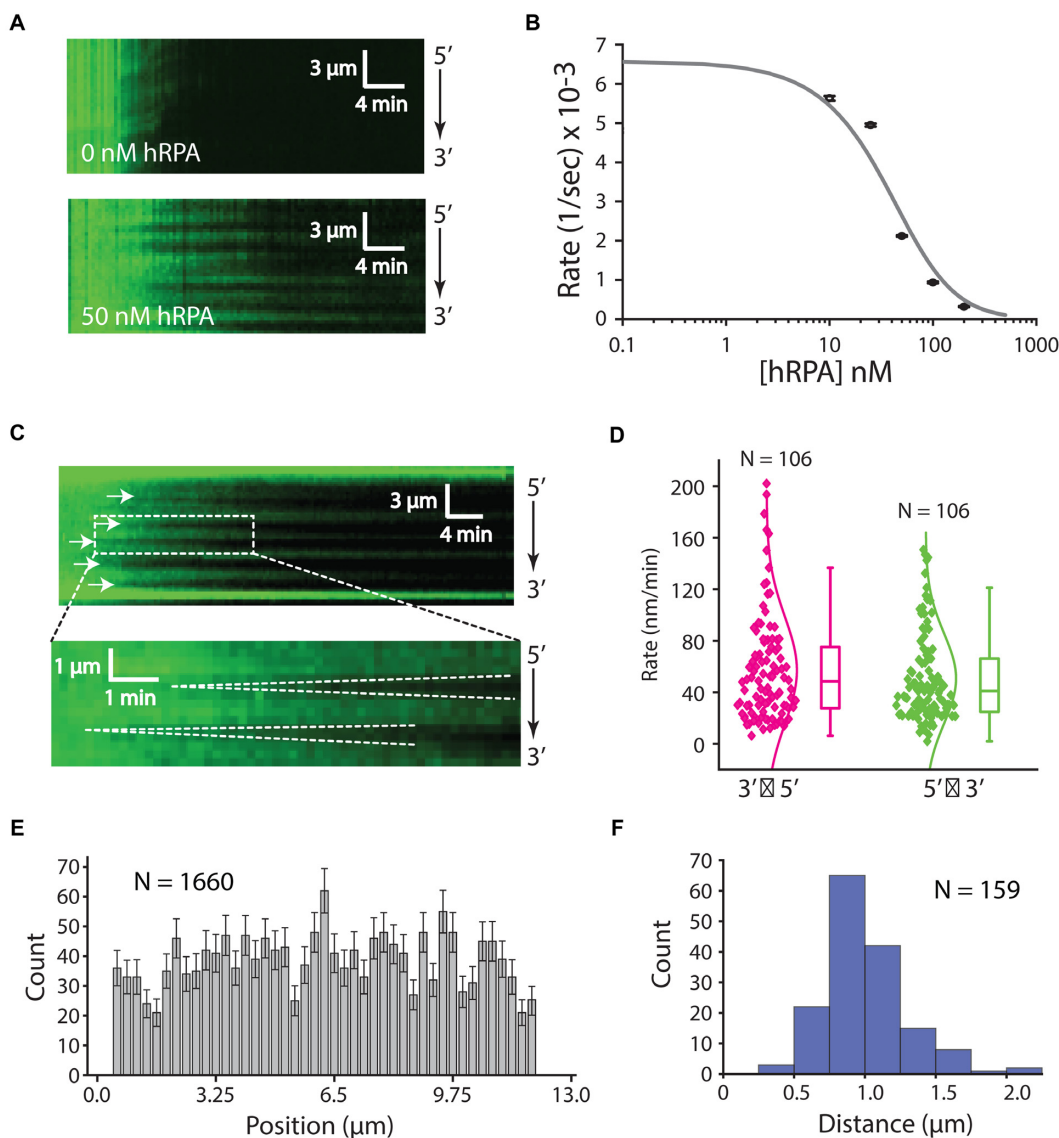 A
3 µm
4 min
0 nM hRPA
5′
3′
3 µm
4 min
50 nM hRPA
5′
3′
B
Rate (1/sec) x 10-3
7
6
5
4
3
2
1
0
0.1
1
10
100
1000
[hRPA] nM
C
3 µm
4 min
5′
3′
1 µm
1 min
5′
3′
D
N = 106
N = 106
Rate (nm/min)
200
160
120
80
40
0
3′ 5′
5′ 3′
E
N = 1660
Count
70
60
50
40
30
20
10
0
0.0
3.25
6.5
9.75
13.0
Position (µm)
F
N = 159
Count
70
60
50
40
30
20
10
0
0.5
1.0
1.5
2.0
Distance (µm)